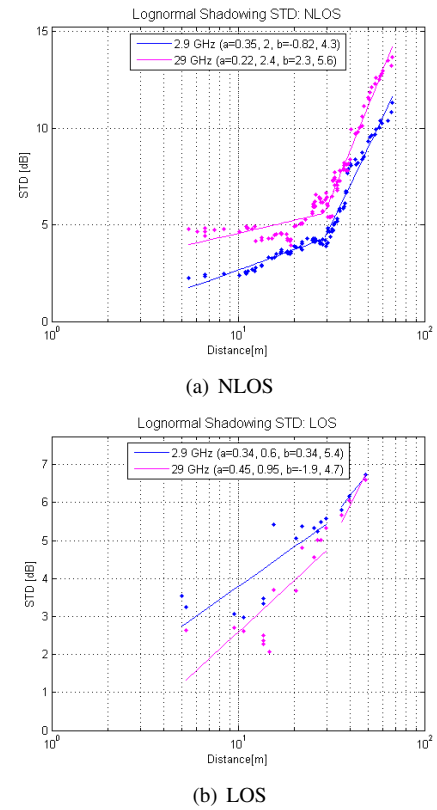 Lognormal Shadowing STD: NLOS
2.9 GHz (a=0.35, 2, b=-0.82, 4.3)
29 GHz (a=0.22, 2.4, b=2.3, 5.6)
15
10
5
0
STD [dB]
10^0
10^1
10^2
Distance[m]
(a) NLOS
Lognormal Shadowing STD: LOS
2.9 GHz (a=0.34, 0.6, b=0.34, 5.4)
29 GHz (a=0.45, 0.95, b=-1.9, 4.7)
7
6
5
4
3
2
1
0
STD [dB]
10^0
10^1
10^2
Distance[m]
(b) LOS